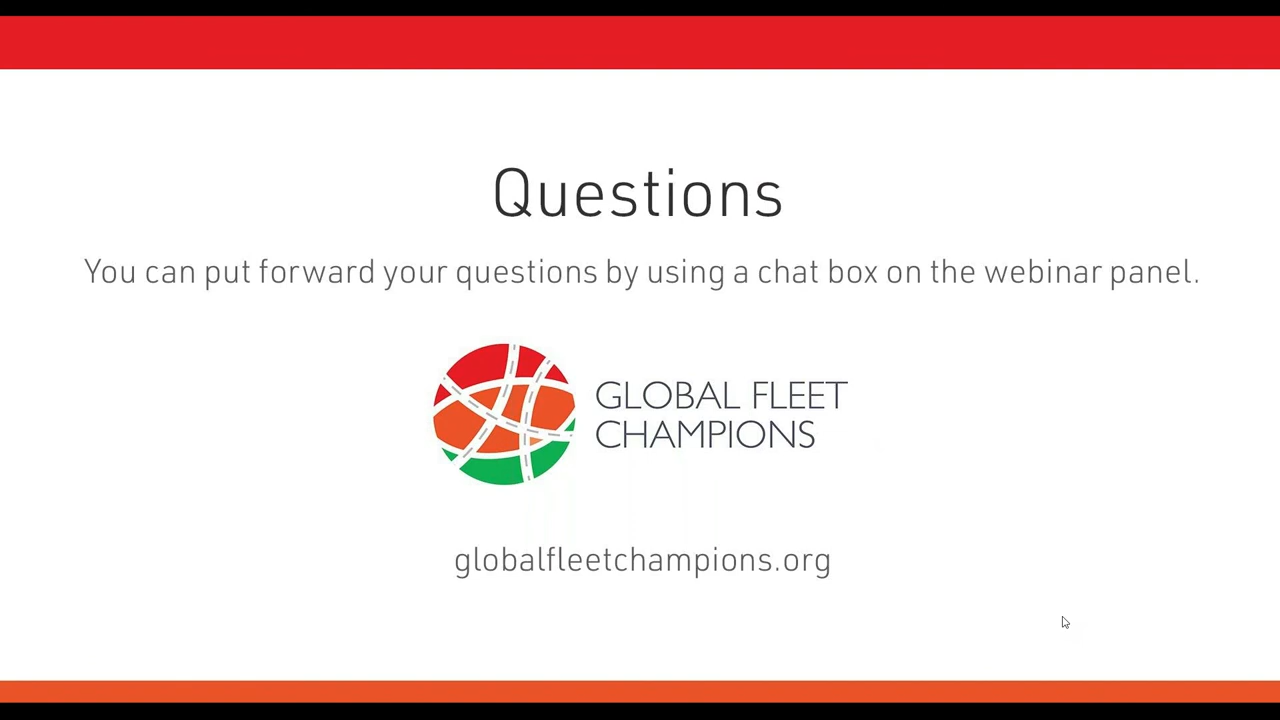 Questions
You can put forward your questions by using a chat box on the webinar panel.
GLOBAL FLEET
CHAMPIONS
globalfleetchampions.org